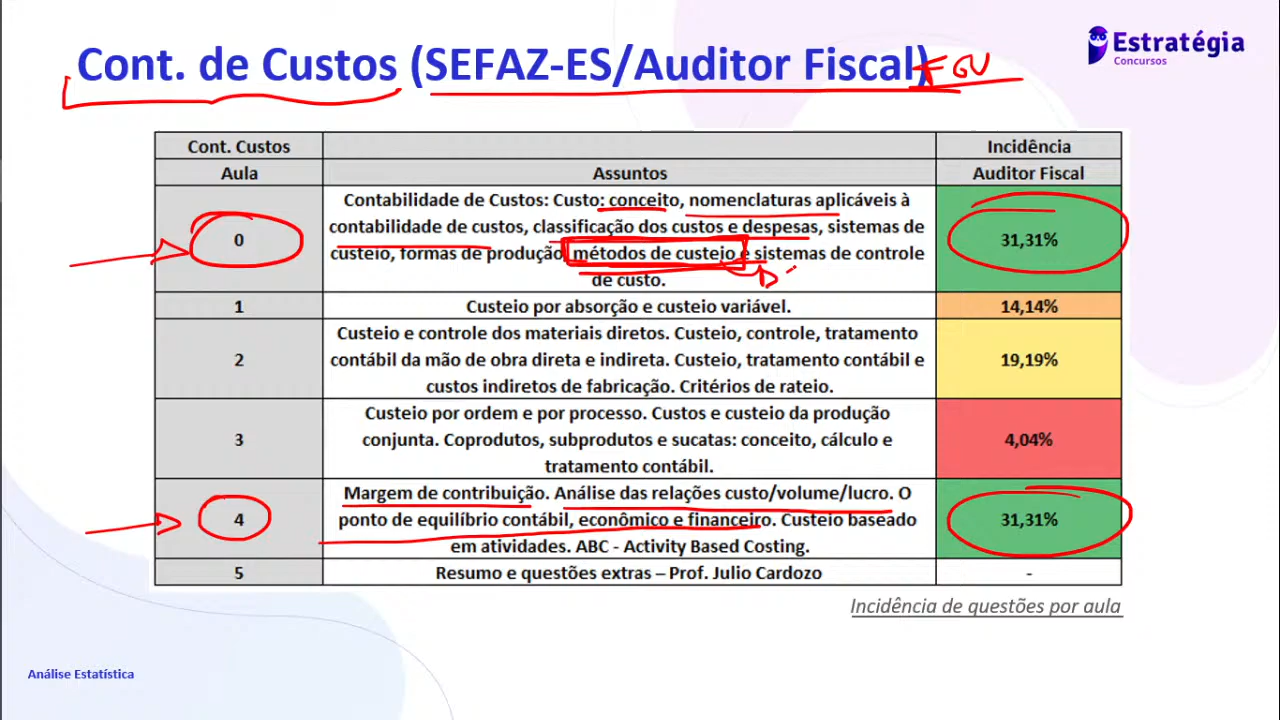 Cont. de Custos (SEFAZ-ES/Auditor Fiscal)
FGV
Estratégia
Concursos
Cont. Custos
Incidência
Aula
Assuntos
Auditor Fiscal
0
Contabilidade de Custos: Custo: conceito, nomenclaturas aplicáveis à
contabilidade de custos, classificação dos custos e despesas, sistemas de
custeio, formas de produção, métodos de custeio e sistemas de controle
de custo.
31,31%
1
Custeio por absorção e custeio variável.
14,14%
2
Custeio e controle dos materiais diretos. Custeio, controle, tratamento
contábil da mão de obra direta e indireta. Custeio, tratamento contábil e
custos indiretos de fabricação. Critérios de rateio.
19,19%
3
Custeio por ordem e por processo. Custos e custeio da produção
conjunta. Coprodutos, subprodutos e sucatas: conceito, cálculo e
tratamento contábil.
4,04%
4
Margem de contribuição. Análise das relações custo/volume/lucro. O
ponto de equilíbrio contábil, econômico e financeiro. Custeio baseado
em atividades. ABC - Activity Based Costing.
31,31%
5
Resumo e questões extras – Prof. Julio Cardozo
-
Incidência de questões por aula
Análise Estatística